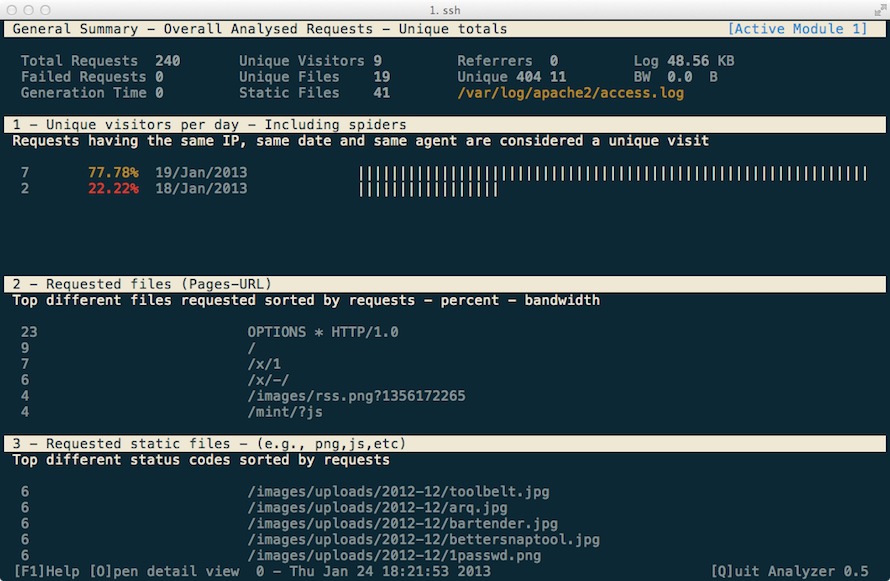 1. ssh
General Summary – Overall Analysed Requests – Unique totals [Active Module 1]
Total Requests 240 Unique Visitors 9 Referrers 0 Log 48.56 KB
Failed Requests 0 Unique Files 19 Unique 404 11 BW 0.0 B
Generation Time 0 Static Files 41 /var/log/apache2/access.log
1 – Unique visitors per day – Including spiders
Requests having the same IP, same date and same agent are considered a unique visit
7 77.78% 19/Jan/2013
2 22.22% 18/Jan/2013
2 – Requested files (Pages-URL)
Top different files requested sorted by requests – percent – bandwidth
23 OPTIONS * HTTP/1.0
9 /
7 /x/1
6 /x/–/
4 /images/rss.png?1356172265
4 /mint/?js
3 – Requested static files – (e.g., png,js,etc)
Top different status codes sorted by requests
6 /images/uploads/2012-12/toolbelt.jpg
6 /images/uploads/2012-12/arq.jpg
6 /images/uploads/2012-12/bartender.jpg
6 /images/uploads/2012-12/bettersnaptool.jpg
6 /images/uploads/2012-12/1passwd.png
[F1]Help [O]pen detail view 0 – Thu Jan 24 18:21:53 2013 [Q]uit Analyzer 0.5